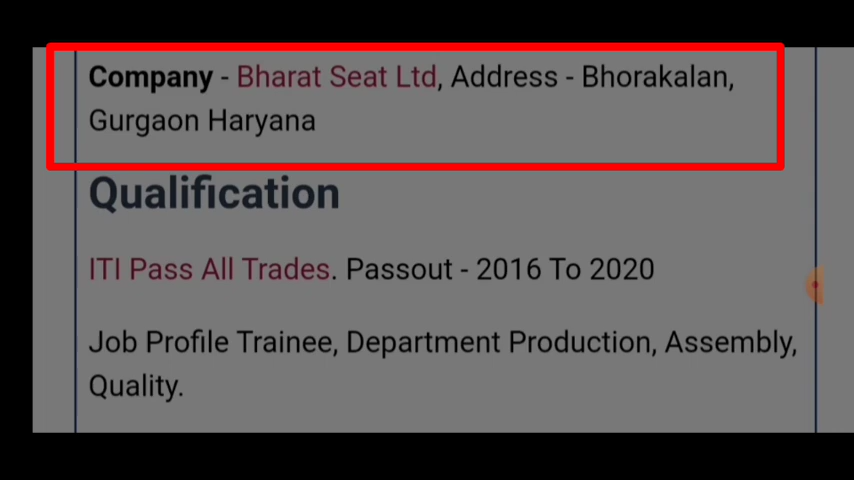 Company - Bharat Seat Ltd, Address - Bhorakalan,
Gurgaon Haryana
Qualification
ITI Pass All Trades. Passout - 2016 To 2020
Job Profile Trainee, Department Production, Assembly,
Quality.